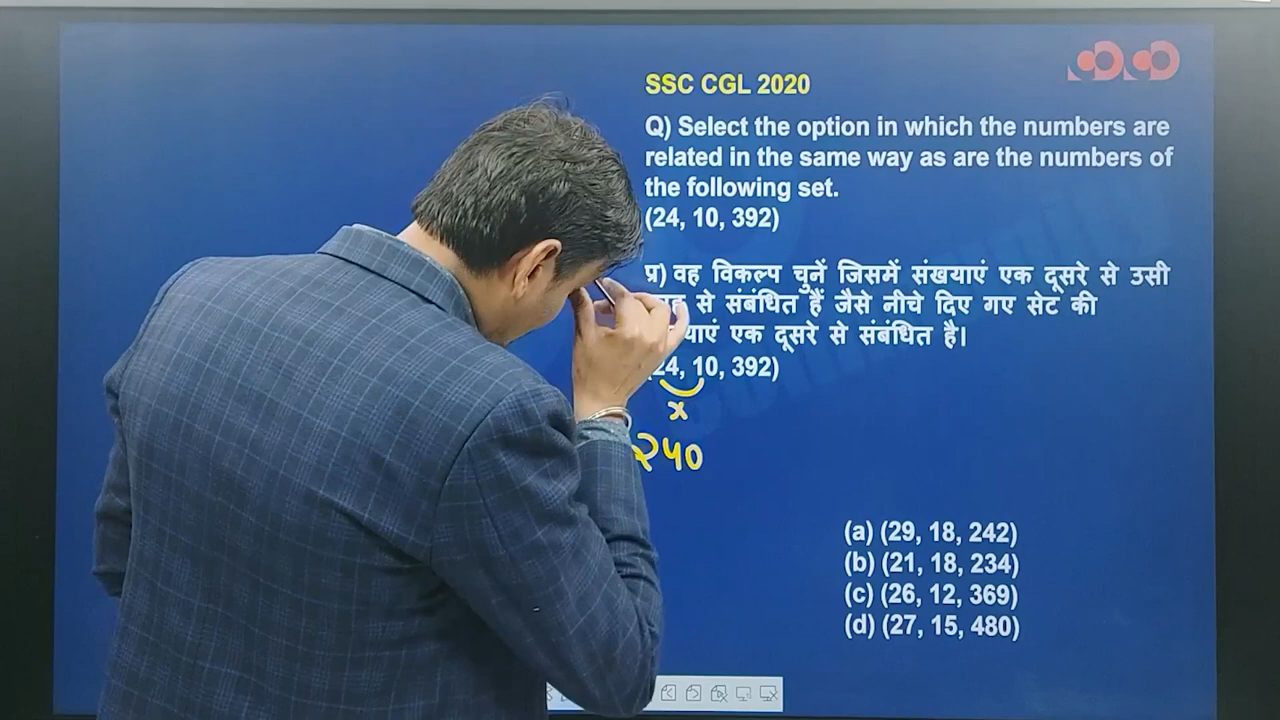 SSC CGL 2020
Q) Select the option in which the numbers are
related in the same way as are the numbers of
the following set.
(24, 10, 392)
प्र) वह विकल्प चुनें जिसमें संखयाएं एक दूसरे से उसी
से संबंधित हैं जैसे नीचे दिए गए सेट की
एक दूसरे से संबंधित है।
(24, 10, 392)
x
240
(a) (29, 18, 242)
(b) (21, 18, 234)
(c) (26, 12, 369)
(d) (27, 15, 480)